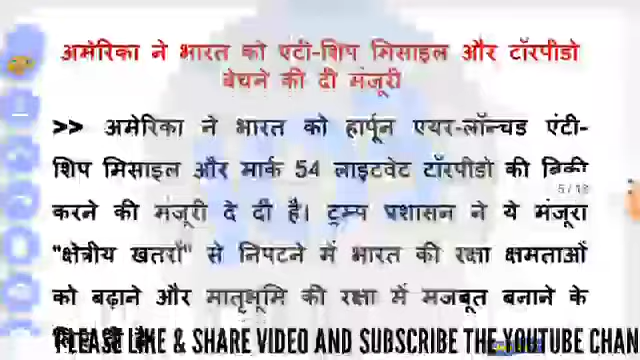 अमेरिका ने भारत को एंटी-शिप मिसाइल और टॉरपीडो
बेचने की दी मंजूरी
>> अमेरिका ने भारत को हार्पून एयर-लॉन्चड एंटी-
शिप मिसाइल और मार्क 54 लाइटवेट टॉरपीडो की बिक्री
5/18
करने की मंजूरी दे दी है। ट्रम्प प्रशासन ने ये मंजूरी
"क्षेत्रीय खतरों" से निपटने में भारत की रक्षा क्षमताओं
को बढ़ाने और मातृभूमि की रक्षा में मजबूत बनाने के
PLEASE LIKE & SHARE VIDEO AND SUBSCRIBE THE YOUTUBE CHAN